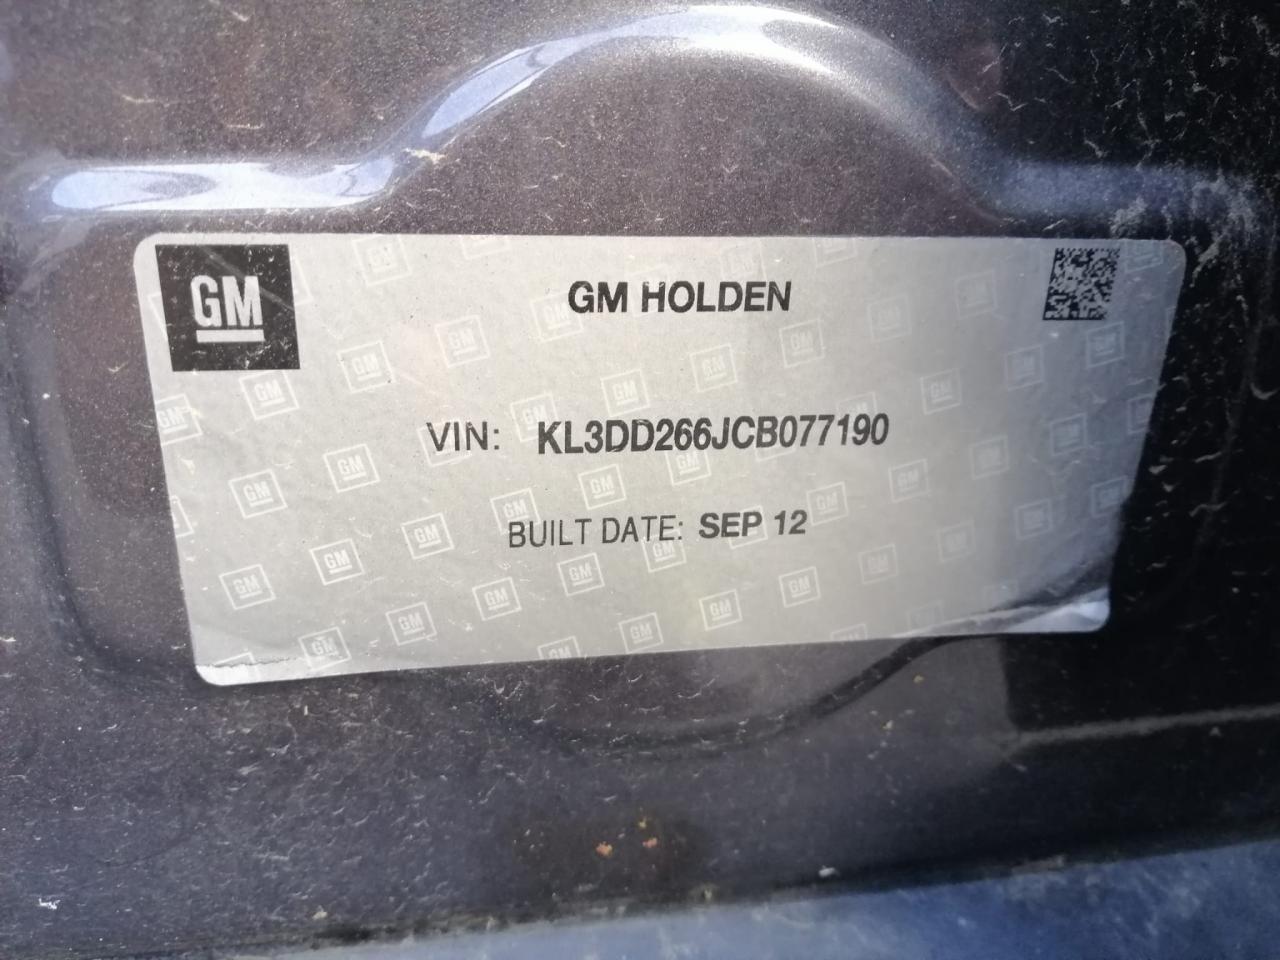 GM
GM HOLDEN
VIN: KL3DD266JCB077190
BUILT DATE: SEP 12